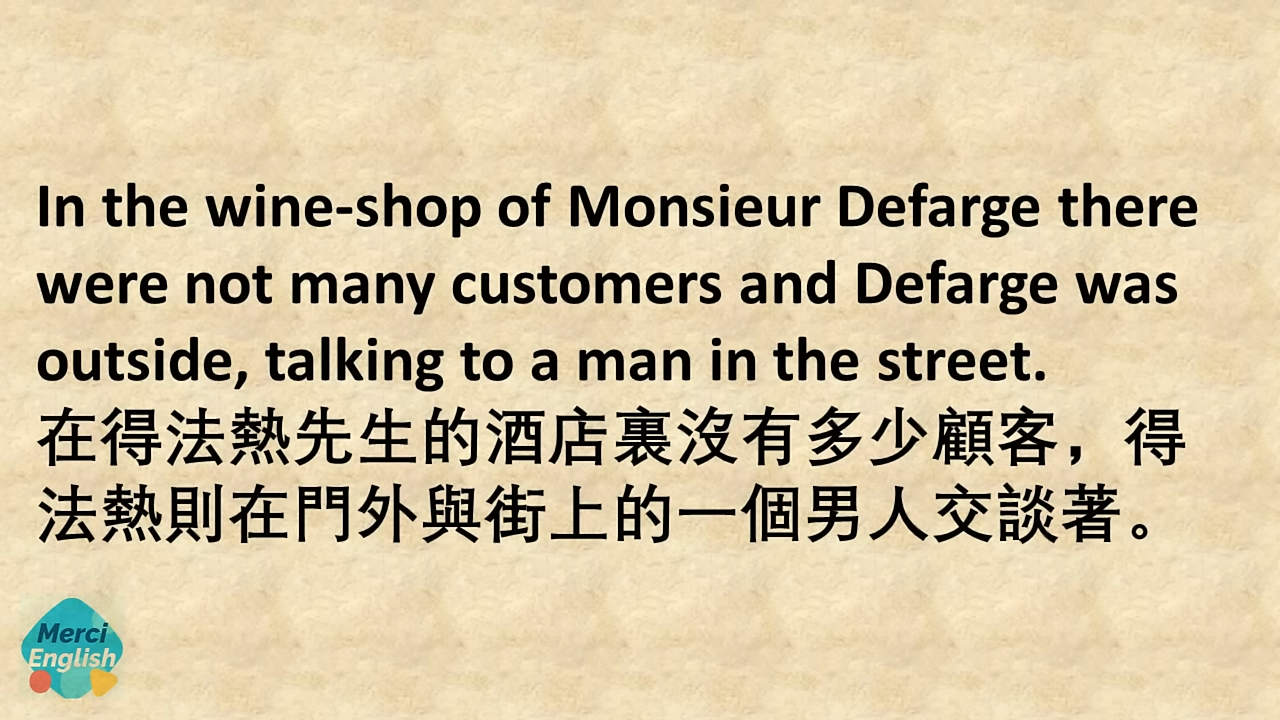 In the wine-shop of Monsieur Defarge there
were not many customers and Defarge was
outside, talking to a man in the street.
在得法熱先生的酒店裏沒有多少顧客，得
法熱則在門外與街上的一個男人交談著。
Merci
English